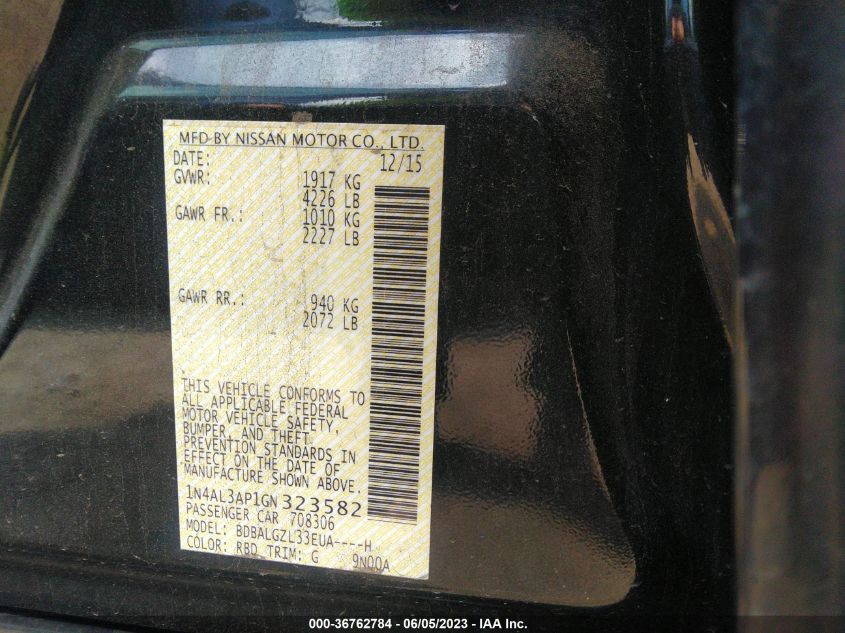 MFD BY NISSAN MOTOR CO., LTD.
DATE: 12/15
GVWR: 1917 KG
4226 LB
GAWR FR.: 1010 KG
2227 LB
GAWR RR.: 940 KG
2072 LB
THIS VEHICLE CONFORMS TO
ALL APPLICABLE FEDERAL
MOTOR VEHICLE SAFETY,
BUMPER, AND THEFT
PREVENTION STANDARDS IN
EFFECT ON THE DATE OF
MANUFACTURE SHOWN ABOVE.
1N4AL3AP1GN323582
PASSENGER CAR 708306
MODEL: BDBALGZL33EUA----H
COLOR: RBD TRIM: G 9N00A
000-36762784 - 06/05/2023 - IAA Inc.